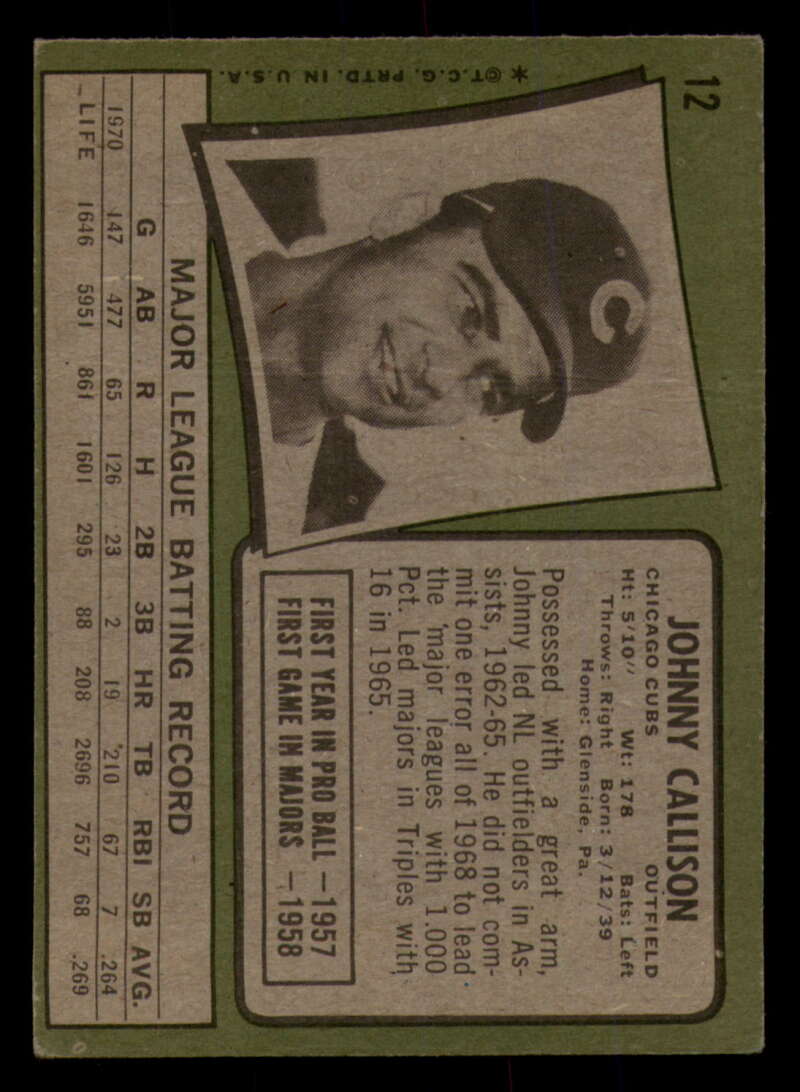 12
*©T.C.G. PRTD. IN U.S.A.
C
JOHNNY CALLISON
CHICAGO CUBS OUTFIELD
Ht: 5'10" Wt: 178 Bats: Left
Throws: Right Born: 3/12/39
Home: Glenside, Pa.
Possessed with a great arm,
Johnny led NL outfielders in As-
sists, 1962-65. He did not com-
mit one error all of 1968 to lead
the major leagues with 1.000
Pct. Led majors in Triples with
16 in 1965.
FIRST YEAR IN PRO BALL —1957
FIRST GAME IN MAJORS —1958
MAJOR LEAGUE BATTING RECORD
G AB R H 2B 3B HR TB RBI SB AVG.
1970 147 477 65 126 23 2 19 210 67 7 .264
LIFE 1646 5951 861 1601 295 88 208 2696 757 68 .269